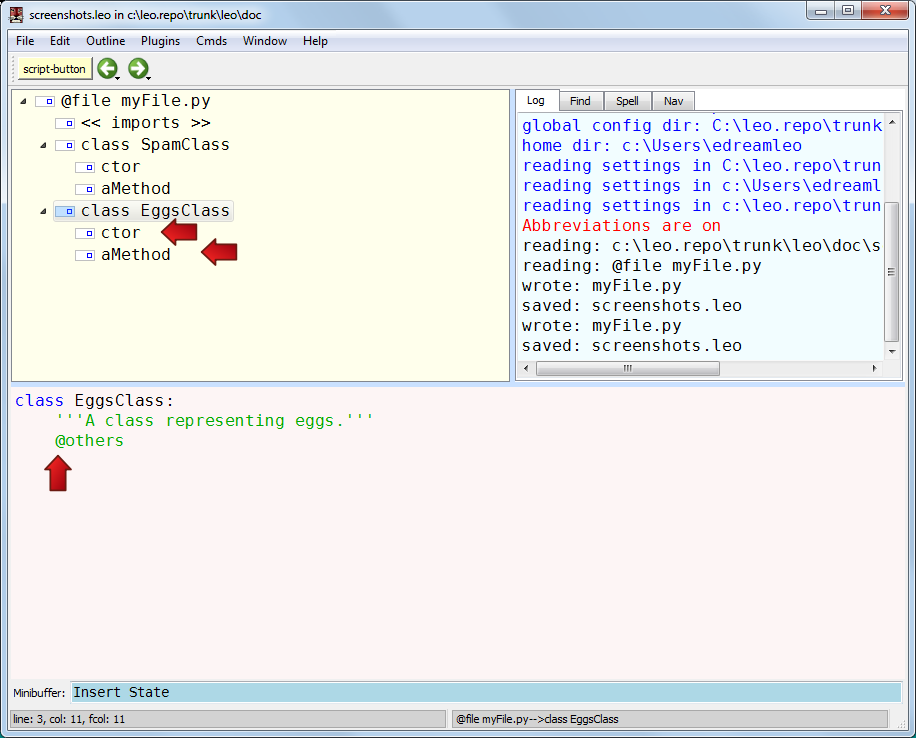 screenshots.leo in c:\leo.repo\trunk\leo\doc
File Edit Outline Plugins Cmds Window Help
script-button
@file myFile.py
<< imports >>
class SpamClass
ctor
aMethod
class EggsClass
ctor
aMethod
Log Find Spell Nav
global config dir: C:\leo.repo\trunk
home dir: c:\Users\edreamleo
reading settings in C:\leo.repo\trun
reading settings in c:\Users\edreaml
reading settings in c:\leo.repo\trun
Abbreviations are on
reading: c:\leo.repo\trunk\leo\doc\s
reading: @file myFile.py
wrote: myFile.py
saved: screenshots.leo
wrote: myFile.py
saved: screenshots.leo
class EggsClass:
'''A class representing eggs.'''
@others
Minibuffer: Insert State
line: 3, col: 11, fcol: 11
@file myFile.py-->class EggsClass